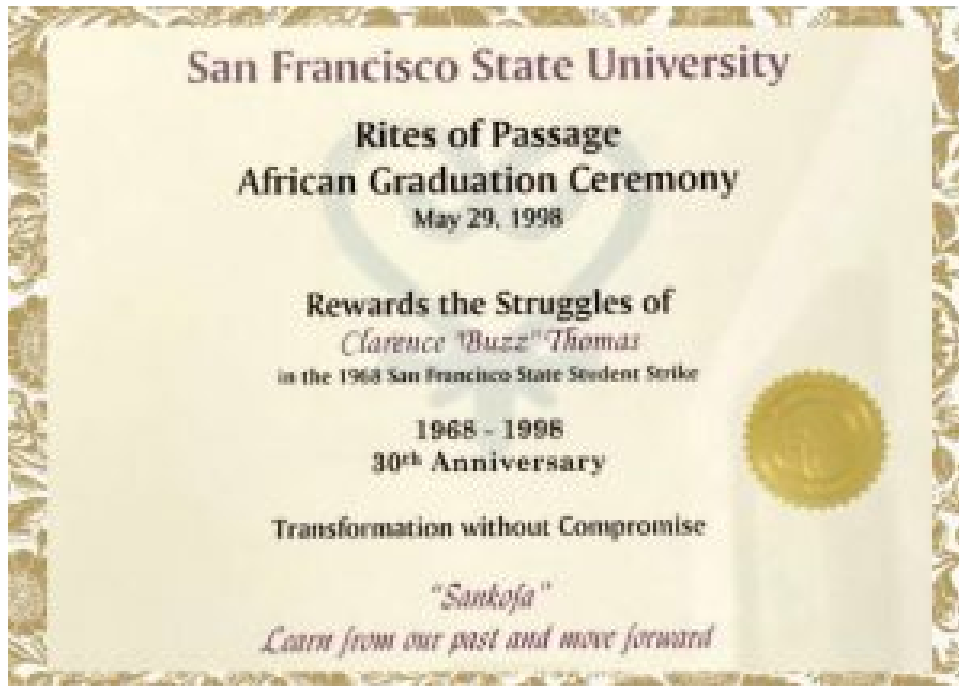 San Francisco State University
Rites of Passage
African Graduation Ceremony
May 29, 1998
Rewards the Struggles of
Clarence "Buzz" Thomas
in the 1968 San Francisco State Student Strike
1968 - 1998
30th Anniversary
Transformation without Compromise
"Sankofa"
Learn from our past and move forward